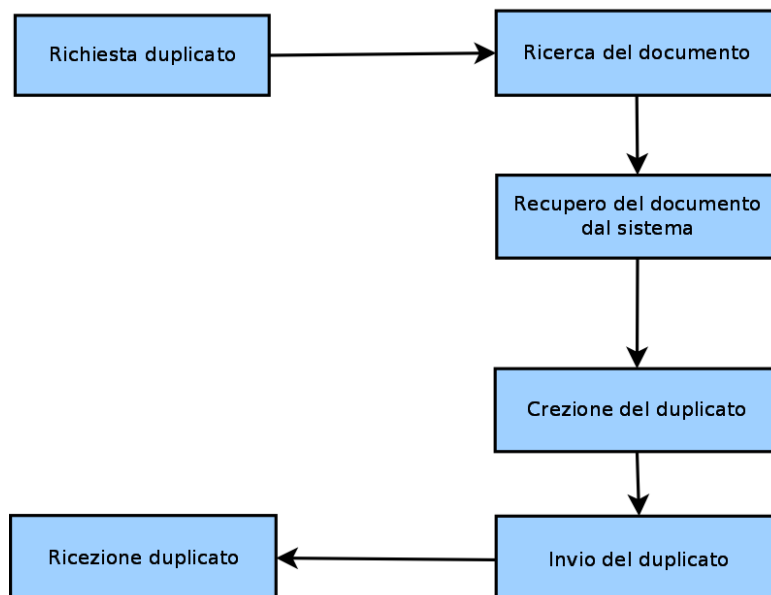 Richiesta duplicato
Ricerca del documento
Recupero del documento
dal sistema
Crezione del duplicato
Invio del duplicato
Ricezione duplicato